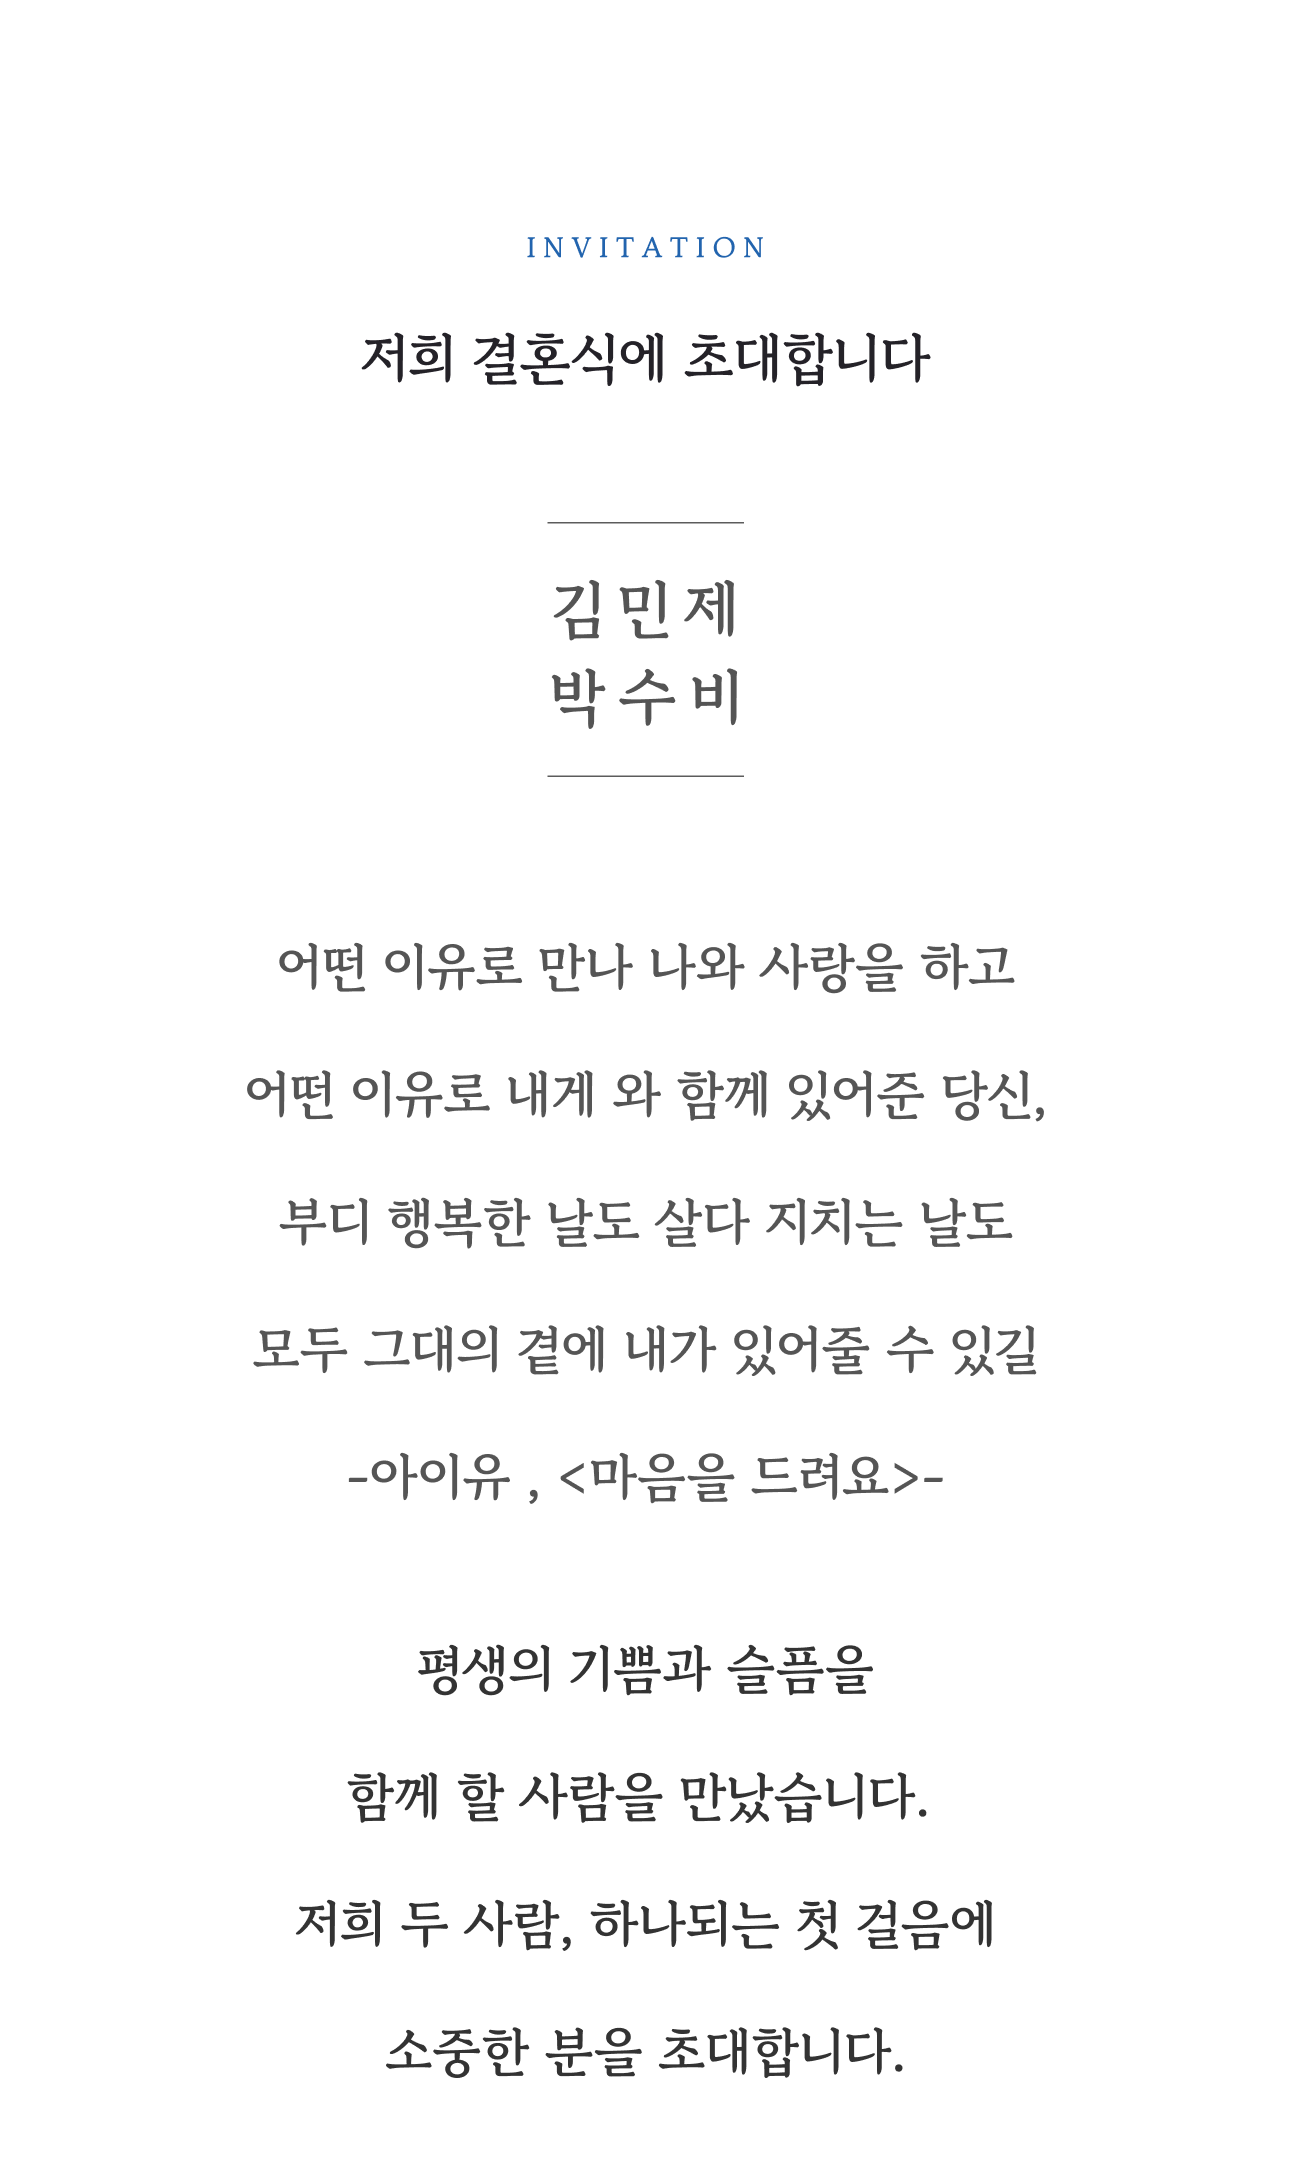 INVITATION
저희 결혼식에 초대합니다
김민제
박수비
어떤 이유로 만나 나와 사랑을 하고
어떤 이유로 내게 와 함께 있어준 당신,
부디 행복한 날도 살다 지치는 날도
모두 그대의 곁에 내가 있어줄 수 있길
-아이유 , <마음을 드려요>-
평생의 기쁨과 슬픔을
함께 할 사람을 만났습니다.
저희 두 사람, 하나되는 첫 걸음에
소중한 분을 초대합니다.